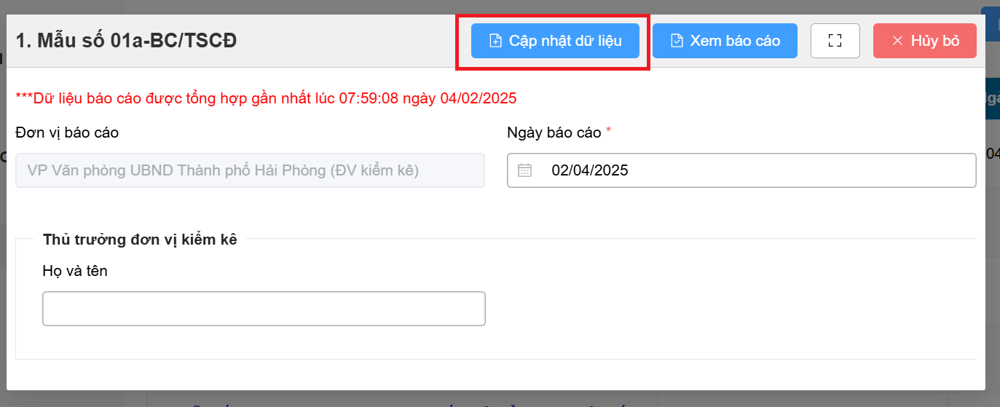 1. Mẫu số 01a-BC/TSCĐ
Cập nhật dữ liệu
Xem báo cáo
Hủy bỏ
***Dữ liệu báo cáo được tổng hợp gần nhất lúc 07:59:08 ngày 04/02/2025
Đơn vị báo cáo
Ngày báo cáo *
VP Văn phòng UBND Thành phố Hải Phòng (ĐV kiểm kê)
02/04/2025
Thủ trưởng đơn vị kiểm kê
Họ và tên